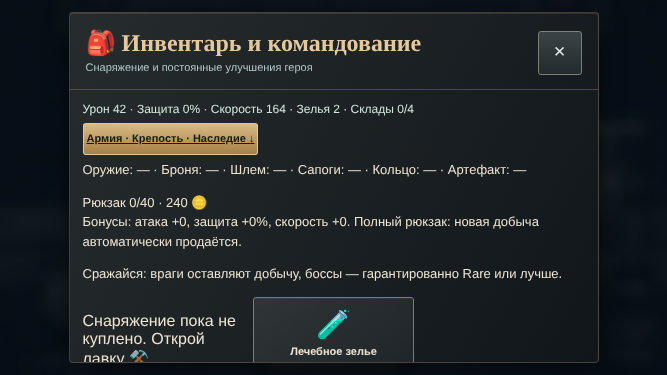 🎒 Инвентарь и командование
Снаряжение и постоянные улучшения героя
✕
Урон 42 · Защита 0% · Скорость 164 · Зелья 2 · Склады 0/4
Армия · Крепость · Наследие ↓
Оружие: — · Броня: — · Шлем: — · Сапоги: — · Кольцо: — · Артефакт: —
Рюкзак 0/40 · 240 🪙
Бонусы: атака +0, защита +0%, скорость +0. Полный рюкзак: новая добыча
автоматически продаётся.
Сражайся: враги оставляют добычу, боссы — гарантированно Rare или лучше.
Снаряжение пока не
куплено. Открой
лавку ⚒️
🧪
Лечебное зелье